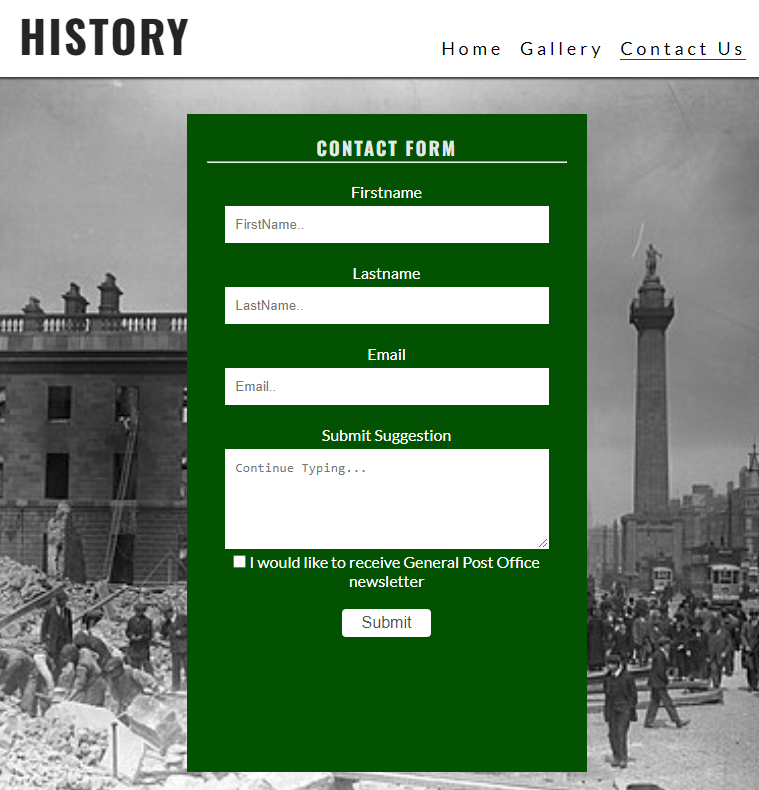 HISTORY
Home Gallery Contact Us
CONTACT FORM
Firstname
FirstName..
Lastname
LastName..
Email
Email..
Submit Suggestion
Continue Typing...
I would like to receive General Post Office
newsletter
Submit